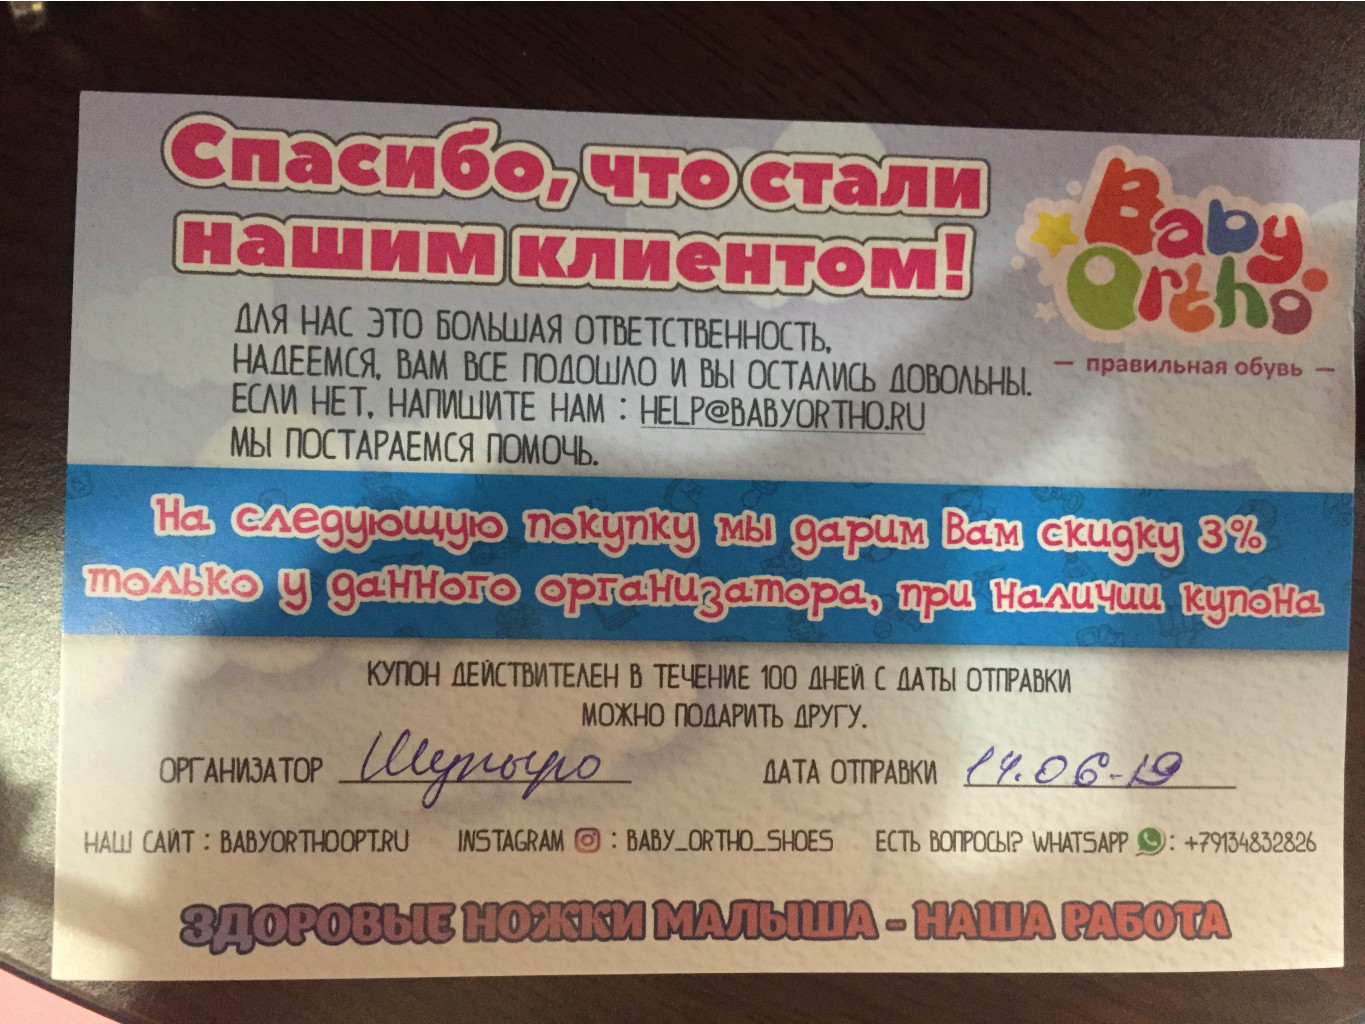 Спасибо, что стали
нашим клиентом!
Baby
Ortho
— правильная обувь —
ДЛЯ НАС ЭТО БОЛЬШАЯ ОТВЕТСТВЕННОСТЬ,
НАДЕЕМСЯ, ВАМ ВСЕ ПОДОШЛО И ВЫ ОСТАЛИСЬ ДОВОЛЬНЫ.
ЕСЛИ НЕТ, НАПИШИТЕ НАМ : HELP@BABYORTHO.RU
МЫ ПОСТАРАЕМСЯ ПОМОЧЬ.
На следующую покупку мы дарим Вам скидку 3%
только у данного организатора, при наличии купона
КУПОН ДЕЙСТВИТЕЛЕН В ТЕЧЕНИЕ 100 ДНЕЙ С ДАТЫ ОТПРАВКИ
МОЖНО ПОДАРИТЬ ДРУГУ.
ОРГАНИЗАТОР ДАТА ОТПРАВКИ 14.06-19
НАШ САЙТ : BABYORTHOOPT.RU INSTAGRAM : BABY_ORTHO_SHOES ЕСТЬ ВОПРОСЫ? WHATSAPP : +79134832826
ЗДОРОВЫЕ НОЖКИ МАЛЫША - НАША РАБОТА